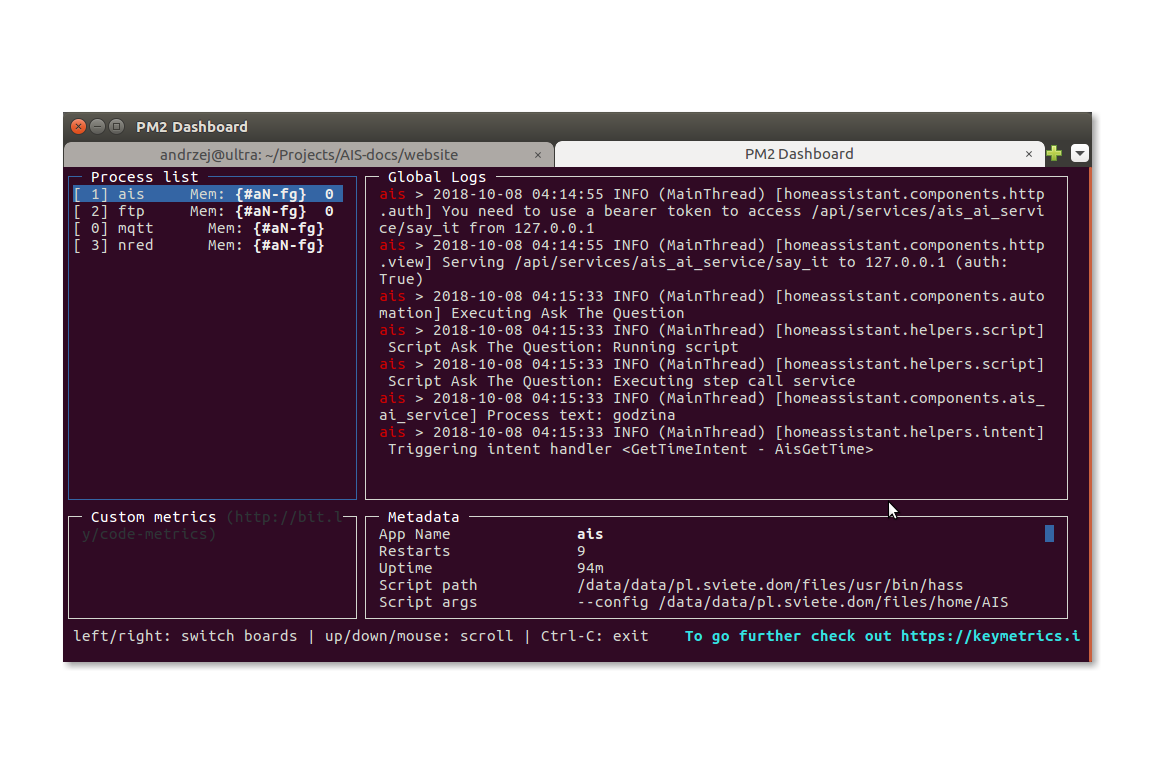 PM2 Dashboard
andrzej@ultra: ~/Projects/AIS-docs/website ×
PM2 Dashboard ×
Process list
[ 1] ais     Mem: {#aN-fg}  0
[ 2] ftp     Mem: {#aN-fg}  0
[ 0] mqtt      Mem: {#aN-fg}
[ 3] nred      Mem: {#aN-fg}
Global Logs
ais > 2018-10-08 04:14:55 INFO (MainThread) [homeassistant.components.http
.auth] You need to use a bearer token to access /api/services/ais_ai_servi
ce/say_it from 127.0.0.1
ais > 2018-10-08 04:14:55 INFO (MainThread) [homeassistant.components.http
.view] Serving /api/services/ais_ai_service/say_it to 127.0.0.1 (auth:
True)
ais > 2018-10-08 04:15:33 INFO (MainThread) [homeassistant.components.auto
mation] Executing Ask The Question
ais > 2018-10-08 04:15:33 INFO (MainThread) [homeassistant.helpers.script]
Script Ask The Question: Running script
ais > 2018-10-08 04:15:33 INFO (MainThread) [homeassistant.helpers.script]
Script Ask The Question: Executing step call service
ais > 2018-10-08 04:15:33 INFO (MainThread) [homeassistant.components.ais_
ai_service] Process text: godzina
ais > 2018-10-08 04:15:33 INFO (MainThread) [homeassistant.helpers.intent]
Triggering intent handler <GetTimeIntent - AisGetTime>
Custom metrics (http://bit.l
y/code-metrics)
Metadata
App Name           ais
Restarts           9
Uptime             94m
Script path        /data/data/pl.sviete.dom/files/usr/bin/hass
Script args        --config /data/data/pl.sviete.dom/files/home/AIS
left/right: switch boards | up/down/mouse: scroll | Ctrl-C: exit    To go further check out https://keymetrics.i